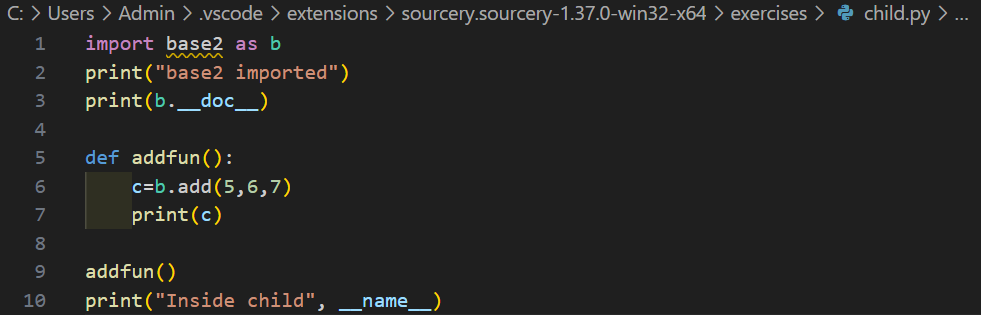 C: > Users > Admin > .vscode > extensions > sourcery.sourcery-1.37.0-win32-x64 > exercises > child.py > ...
1 import base2 as b
2 print("base2 imported")
3 print(b.__doc__)
4
5 def addfun():
6     c=b.add(5,6,7)
7     print(c)
8
9 addfun()
10 print("Inside child", __name__)